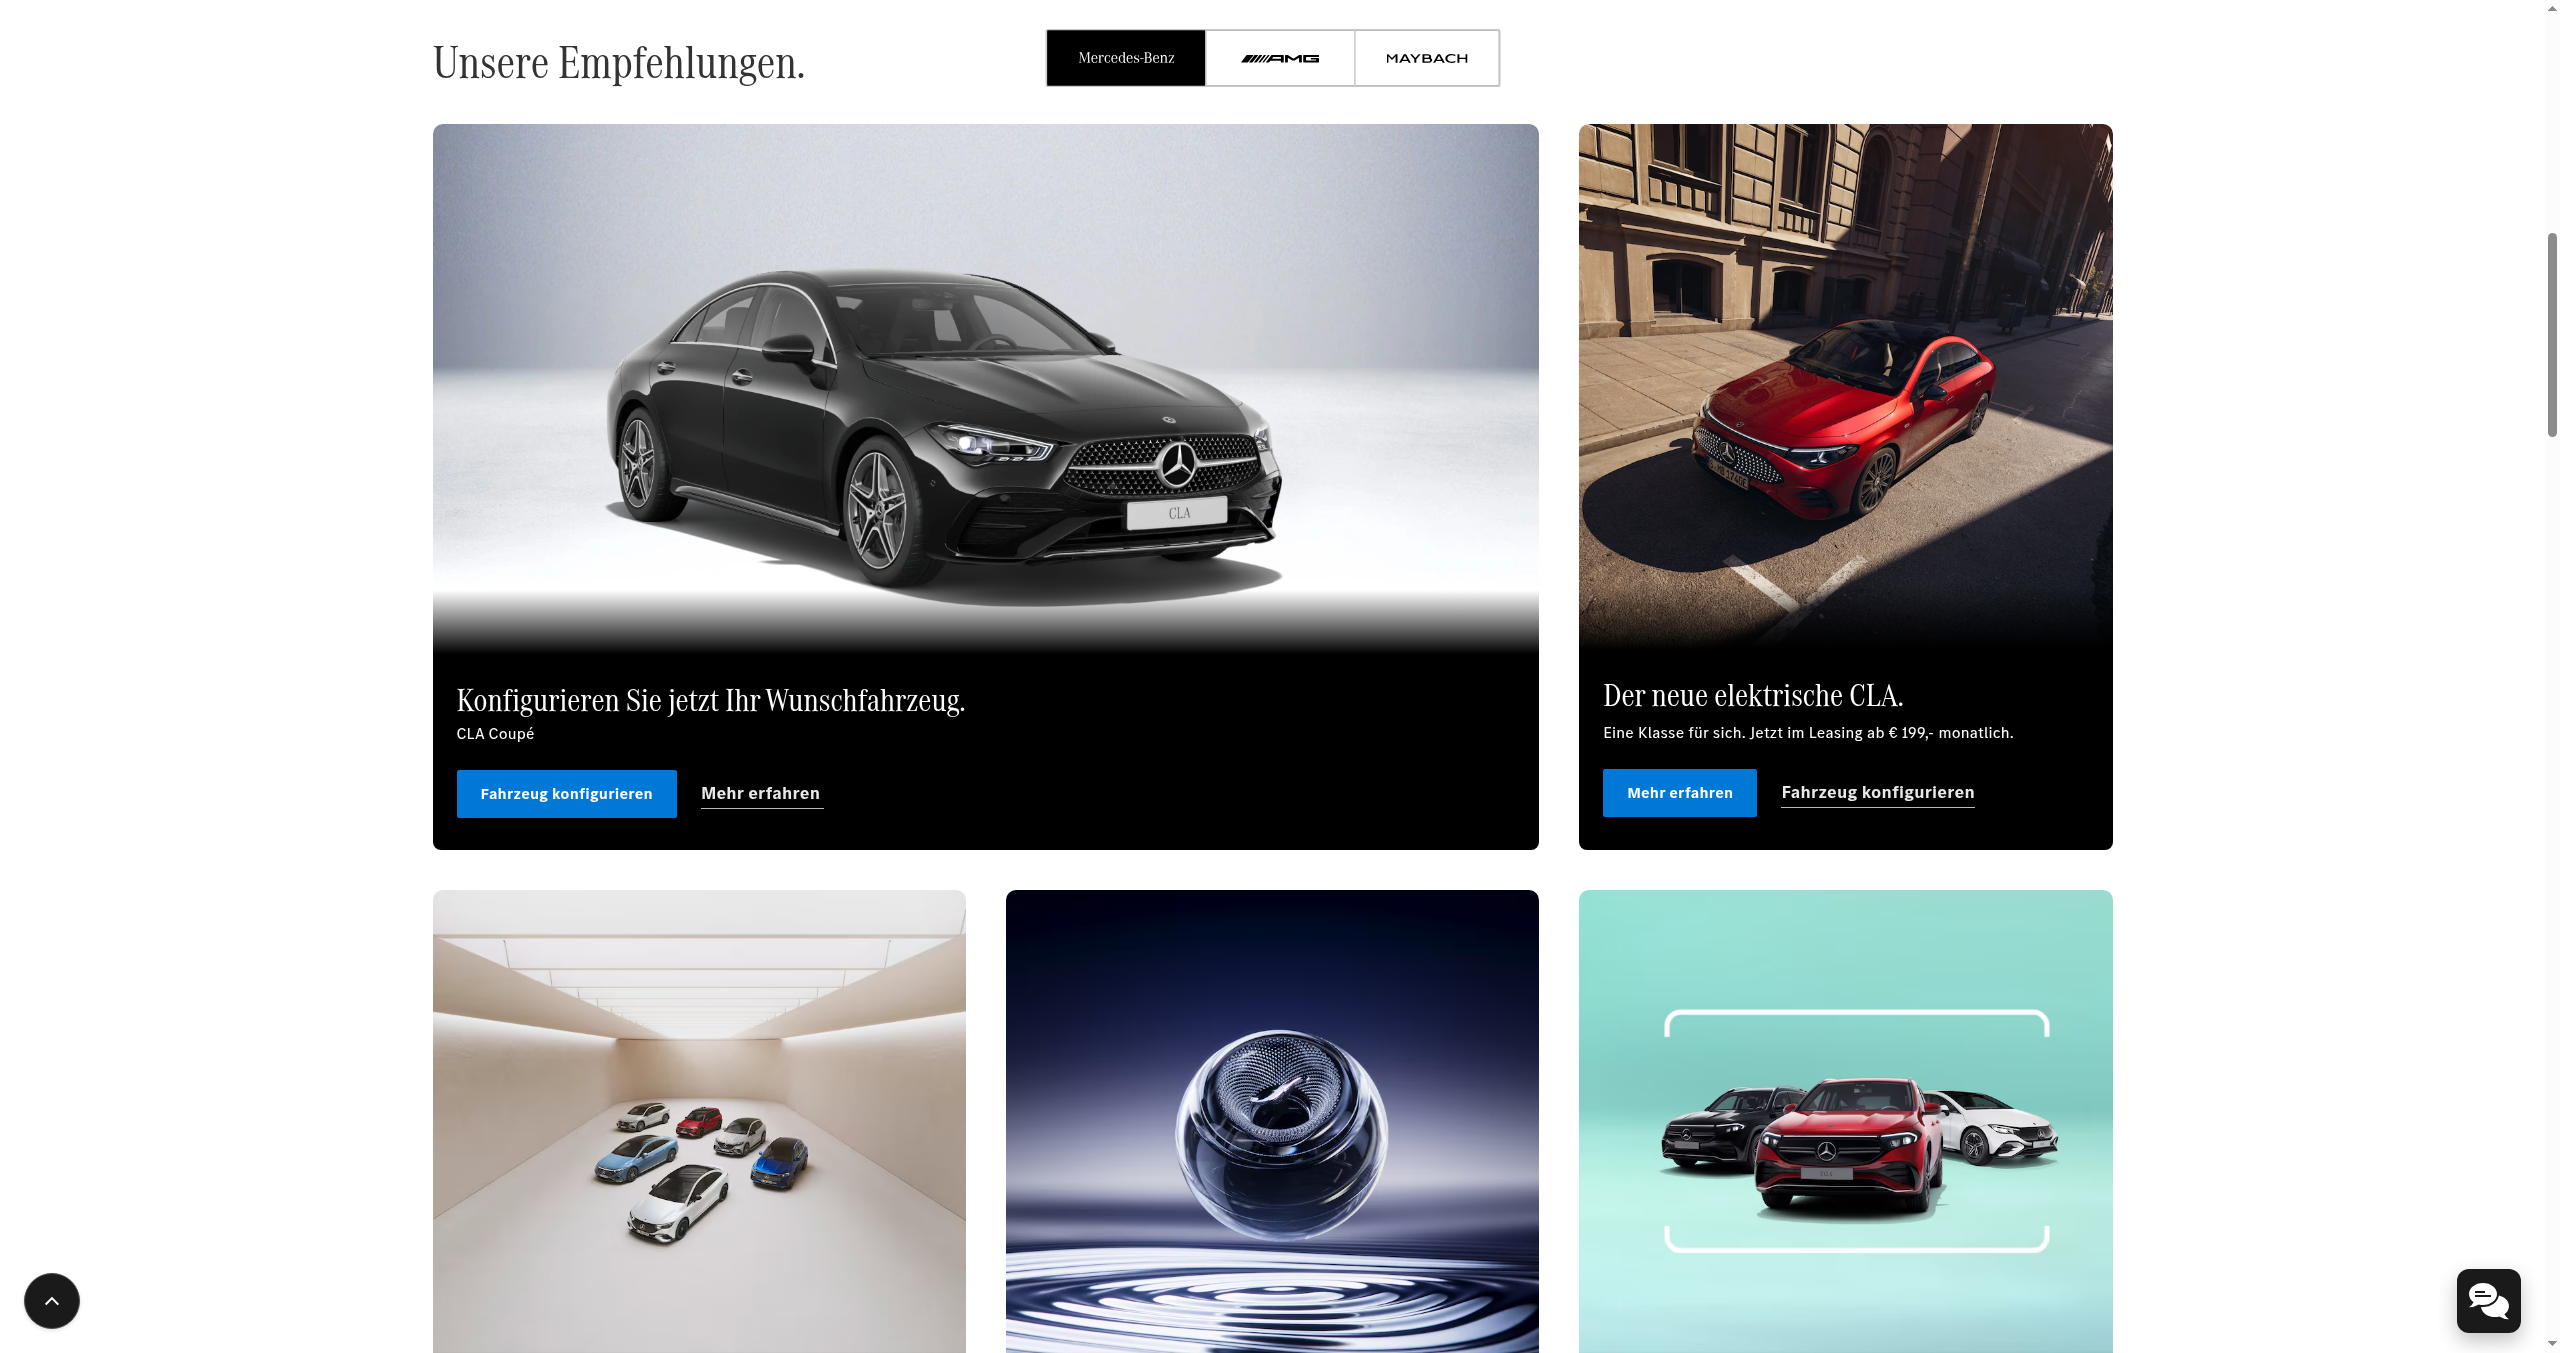 Unsere Empfehlungen.
Mercedes-Benz
AMG
MAYBACH
CLA
Konfigurieren Sie jetzt Ihr Wunschfahrzeug.
CLA Coupé
Fahrzeug konfigurieren
Mehr erfahren
Der neue elektrische CLA.
Eine Klasse für sich. Jetzt im Leasing ab € 199,- monatlich.
Mehr erfahren
Fahrzeug konfigurieren